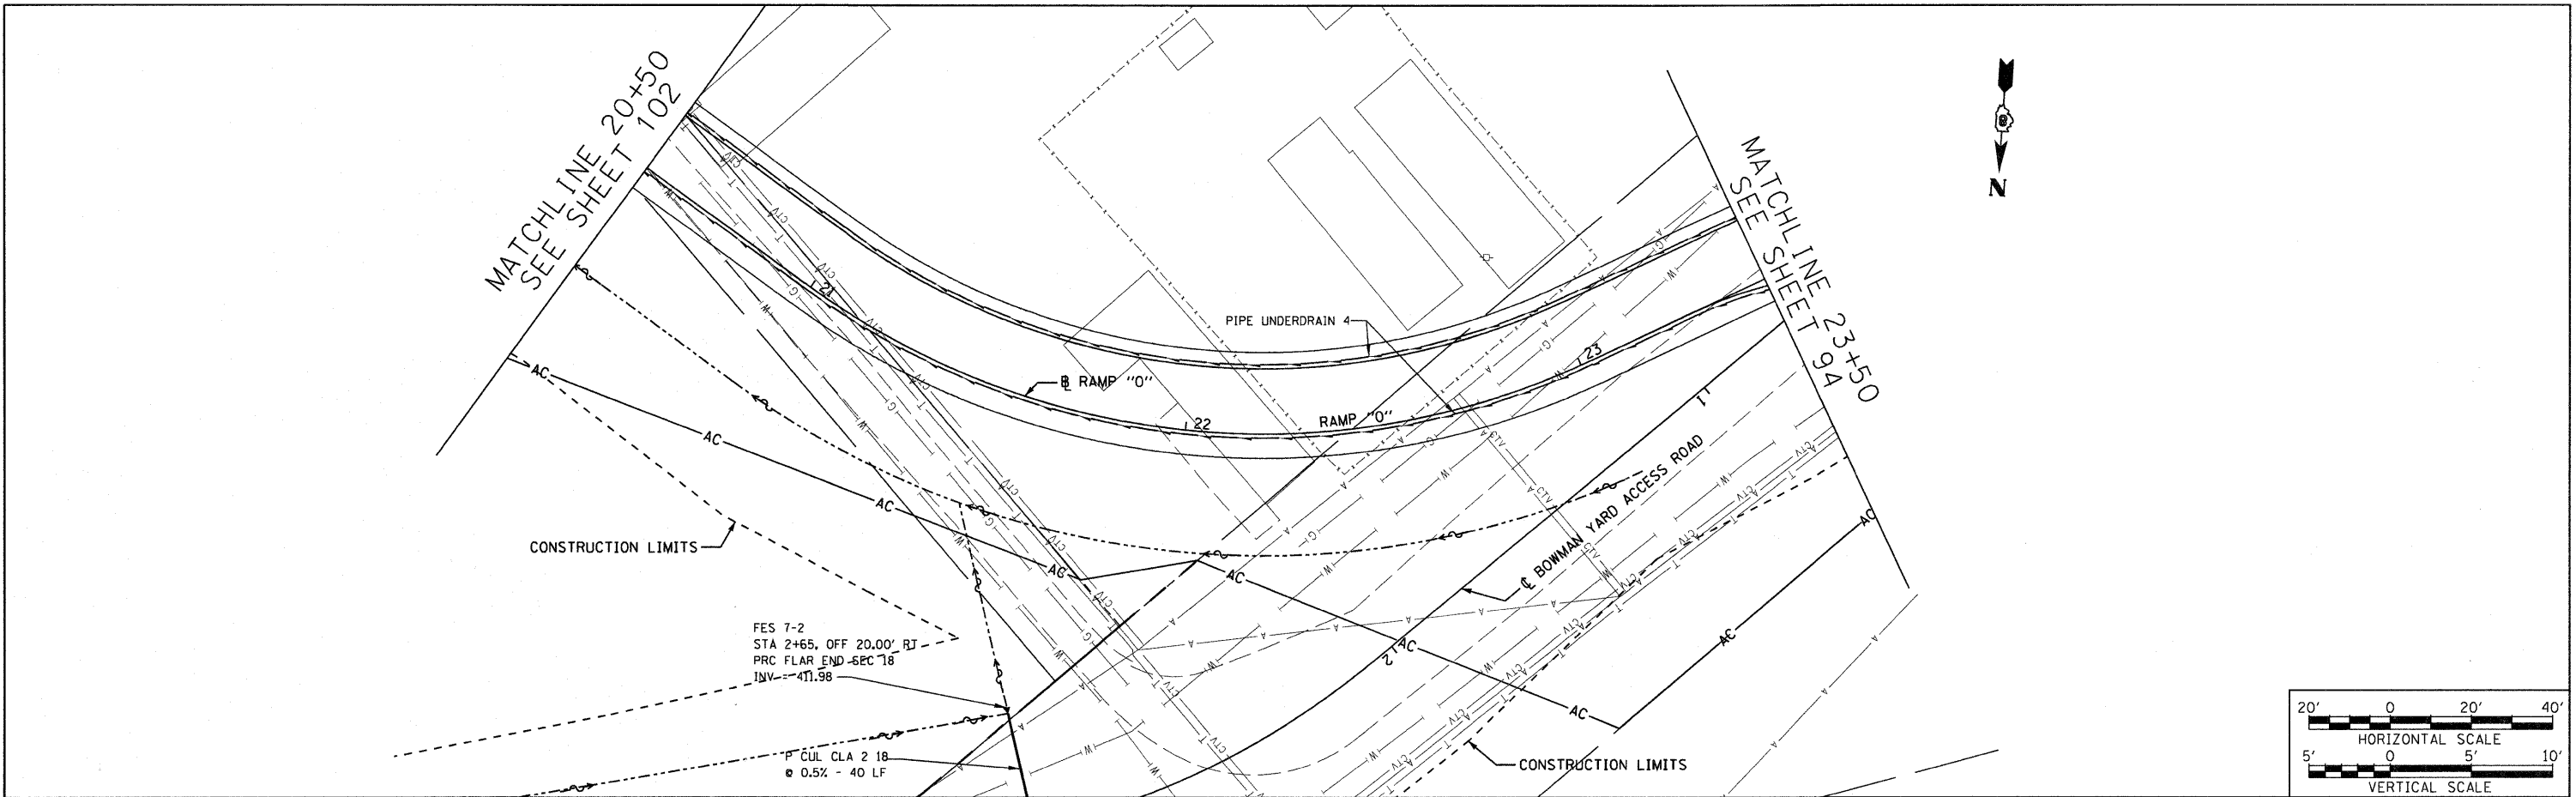 MATCHLINE 20+50
SEE SHEET 102
MATCHLINE 23+50
SEE SHEET 94
N
21
22
23
PIPE UNDERDRAIN 4
B RAMP "O"
RAMP "O"
11
12
℄ BOWMAN YARD ACCESS ROAD
CONSTRUCTION LIMITS
FES 7-2
STA 2+65, OFF 20.00' RT
PRC FLAR END SEC 18
INV = 411.98
P CUL CLA 2 18
@ 0.5% - 40 LF
CONSTRUCTION LIMITS
AC
AC
AC
AC
AC
AC
AC
AC
AC
20' 0 20' 40'
HORIZONTAL SCALE
5' 0 5' 10'
VERTICAL SCALE